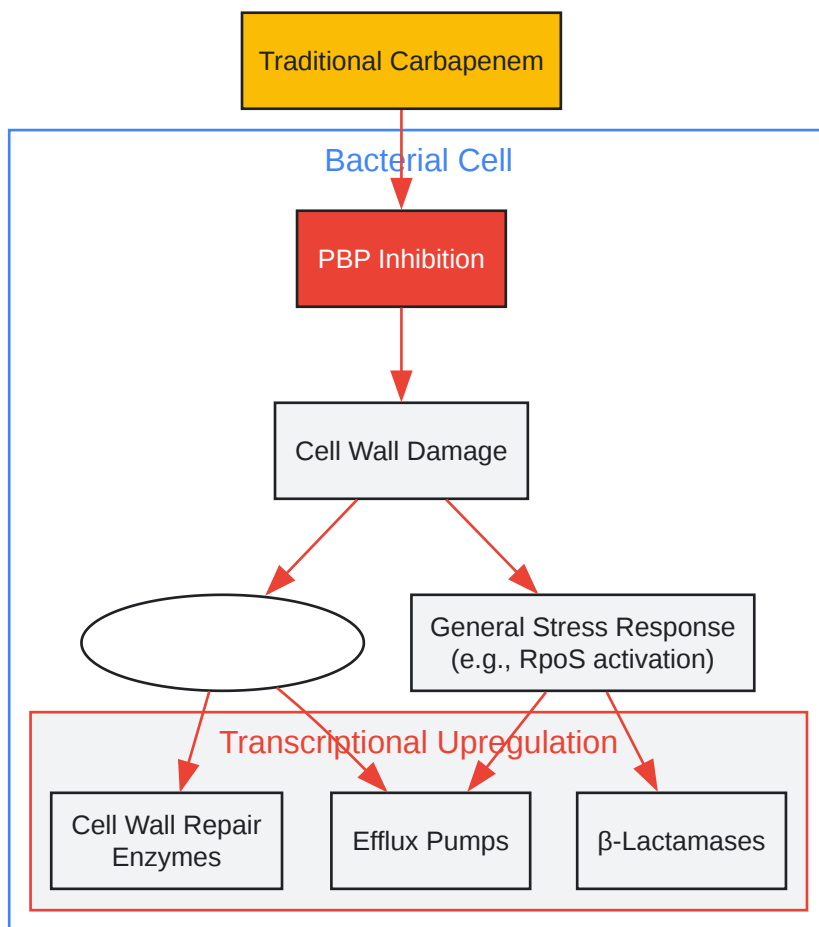 Traditional Carbapenem
Bacterial Cell
PBP Inhibition
Cell Wall Damage
General Stress Response
(e.g., RpoS activation)
Transcriptional Upregulation
Cell Wall Repair
Enzymes
Efflux Pumps
β-Lactamases